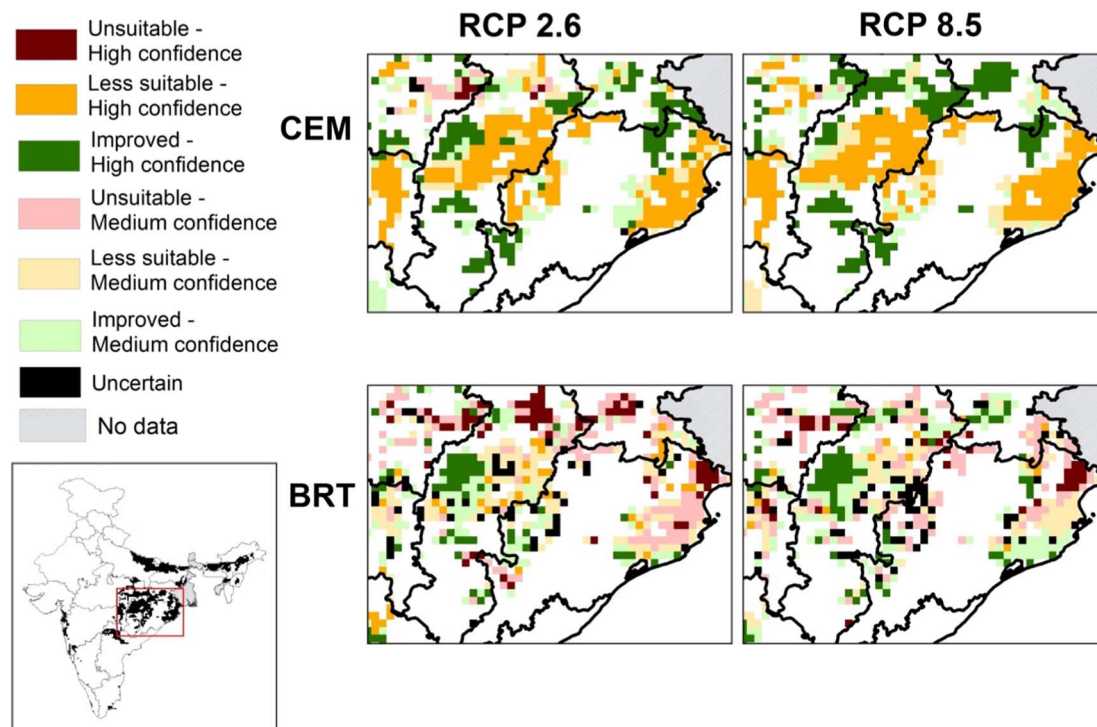 RCP 2.6
RCP 8.5
Unsuitable -
High confidence
Less suitable -
High confidence
Improved -
High confidence
Unsuitable -
Medium confidence
Less suitable -
Medium confidence
Improved -
Medium confidence
Uncertain
No data
CEM
BRT